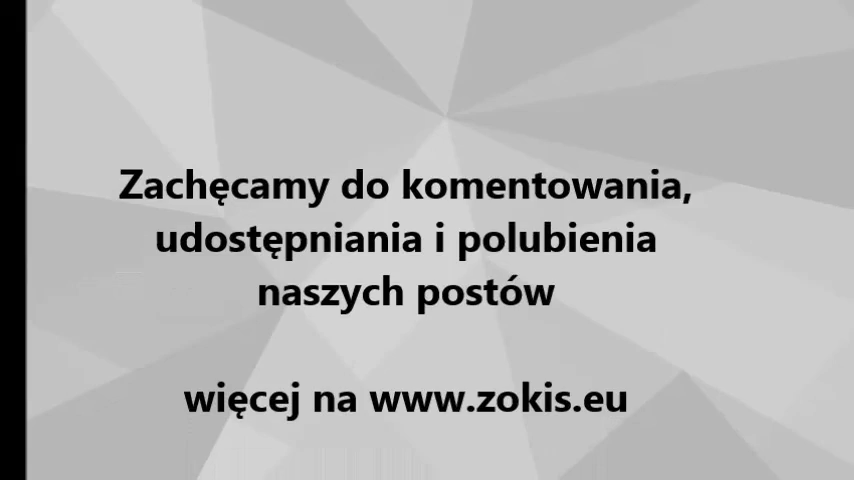 Zachęcamy do komentowania,
udostępniania i polubienia
naszych postów
więcej na www.zokis.eu